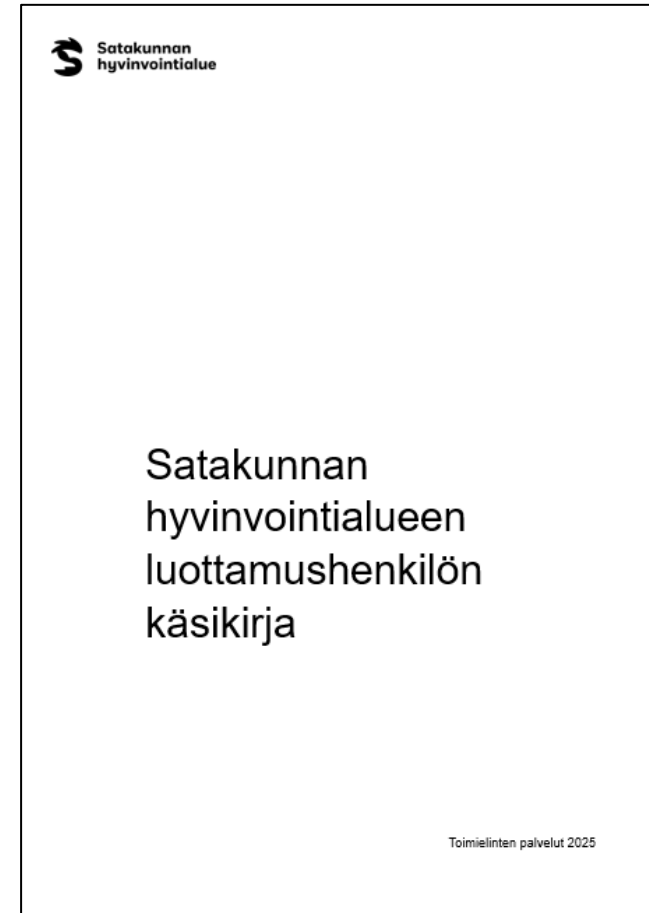 Satakunnan
hyvinvointialue
Satakunnan
hyvinvointialueen
luottamushenkilön
käsikirja
Toimielinten palvelut 2025